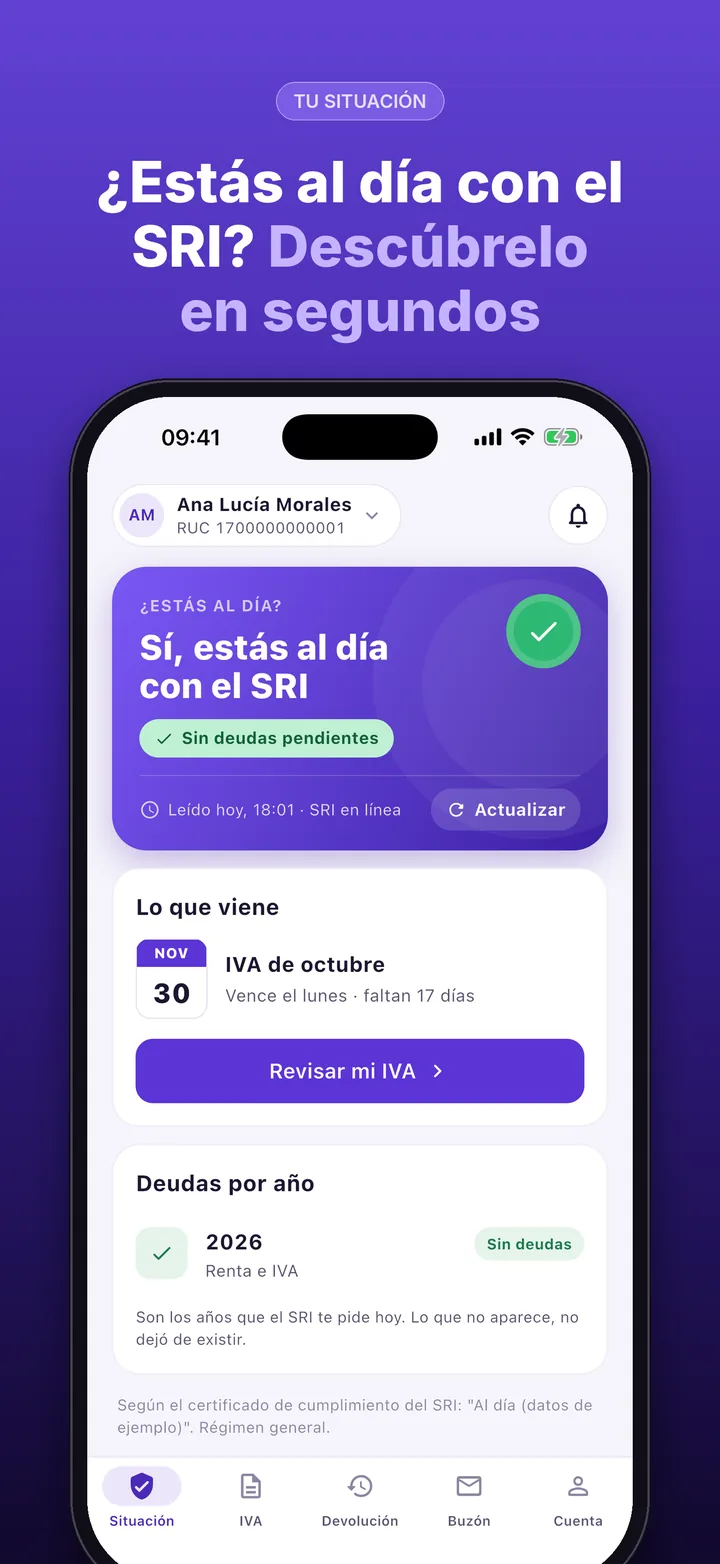 TU SITUACIÓN
¿Estás al día con el
SRI? Descúbrelo
en segundos
09:41
AM
Ana Lucía Morales
RUC 1700000000001
¿ESTÁS AL DÍA?
Sí, estás al día
con el SRI
Sin deudas pendientes
Leído hoy, 18:01 · SRI en línea
Actualizar
Lo que viene
NOV
30
IVA de octubre
Vence el lunes · faltan 17 días
Revisar mi IVA
Deudas por año
2026
Sin deudas
Renta e IVA
Son los años que el SRI te pide hoy. Lo que no aparece, no
dejó de existir.
Según el certificado de cumplimiento del SRI: "Al día (datos de
ejemplo)". Régimen general.
Situación
IVA
Devolución
Buzón
Cuenta